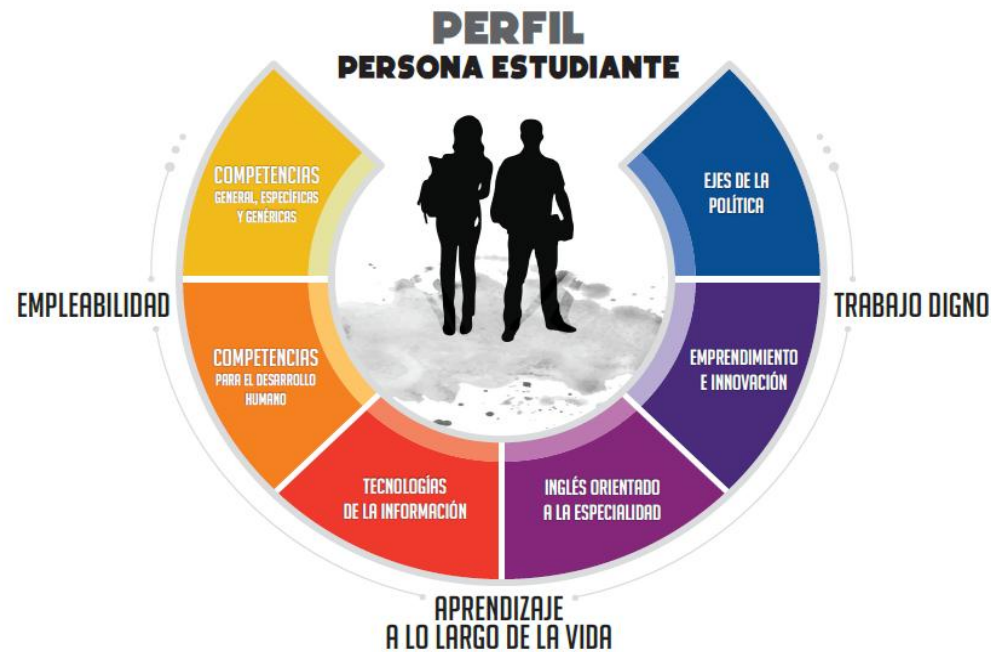 PERFIL
PERSONA ESTUDIANTE
COMPETENCIAS
GENERAL, ESPECÍFICAS
Y GENÉRICAS
EJES DE LA
POLÍTICA
EMPLEABILIDAD
TRABAJO DIGNO
COMPETENCIAS
PARA EL DESARROLLO
HUMANO
EMPRENDIMIENTO
E INNOVACIÓN
TECNOLOGÍAS
DE LA INFORMACIÓN
INGLÉS ORIENTADO
A LA ESPECIALIDAD
APRENDIZAJE
A LO LARGO DE LA VIDA